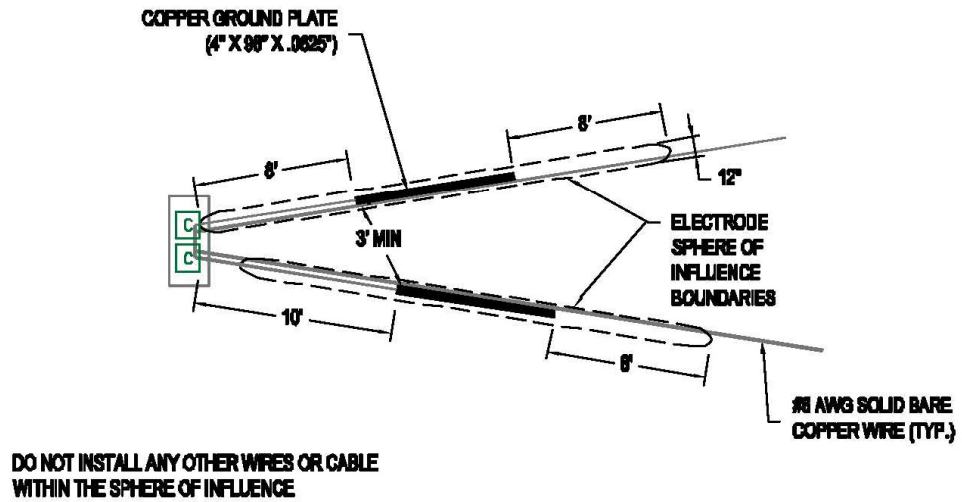 COPPER GROUND PLATE
(4" X 96" X .0625")
8'
8'
12"
C
C
3' MIN
ELECTRODE
SPHERE OF
INFLUENCE
BOUNDARIES
10'
8'
#6 AWG SOLID BARE
COPPER WIRE (TYP.)
DO NOT INSTALL ANY OTHER WIRES OR CABLE
WITHIN THE SPHERE OF INFLUENCE